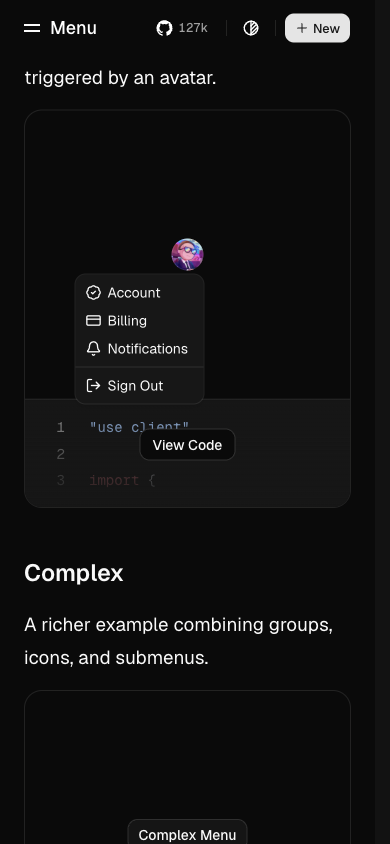 Menu
127k
+ New
triggered by an avatar.
Account
Billing
Notifications
Sign Out
1 "use client"
2
View Code
3 import {
Complex
A richer example combining groups,
icons, and submenus.
Complex Menu